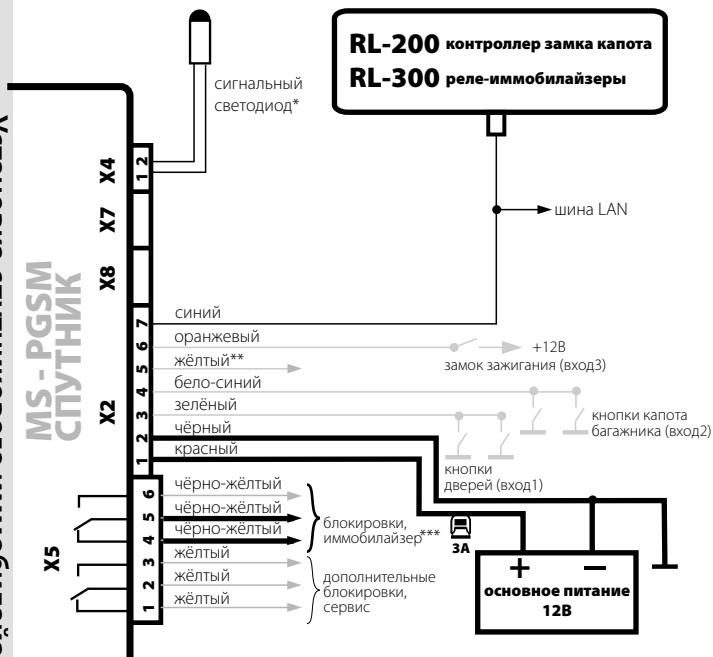 RL-200 контроллер замка капота
RL-300 реле-иммобилайзеры
сигнальный
светодиод*
шина LAN
MS - PGSM
СПУТНИК
X4
1 2
X7
X8
X2
7
синий
6
оранжевый
+12В
замок зажигания (вход3)
5
жёлтый**
4
бело-синий
3
зелёный
кнопки капота
багажника (вход2)
2
чёрный
1
красный
кнопки
дверей (вход1)
X5
6
чёрно-жёлтый
5
чёрно-жёлтый
4
чёрно-жёлтый
блокировки,
иммобилайзер***
3
жёлтый
2
жёлтый
1
жёлтый
дополнительные
блокировки,
сервис
3А
+
−
основное питание
12В